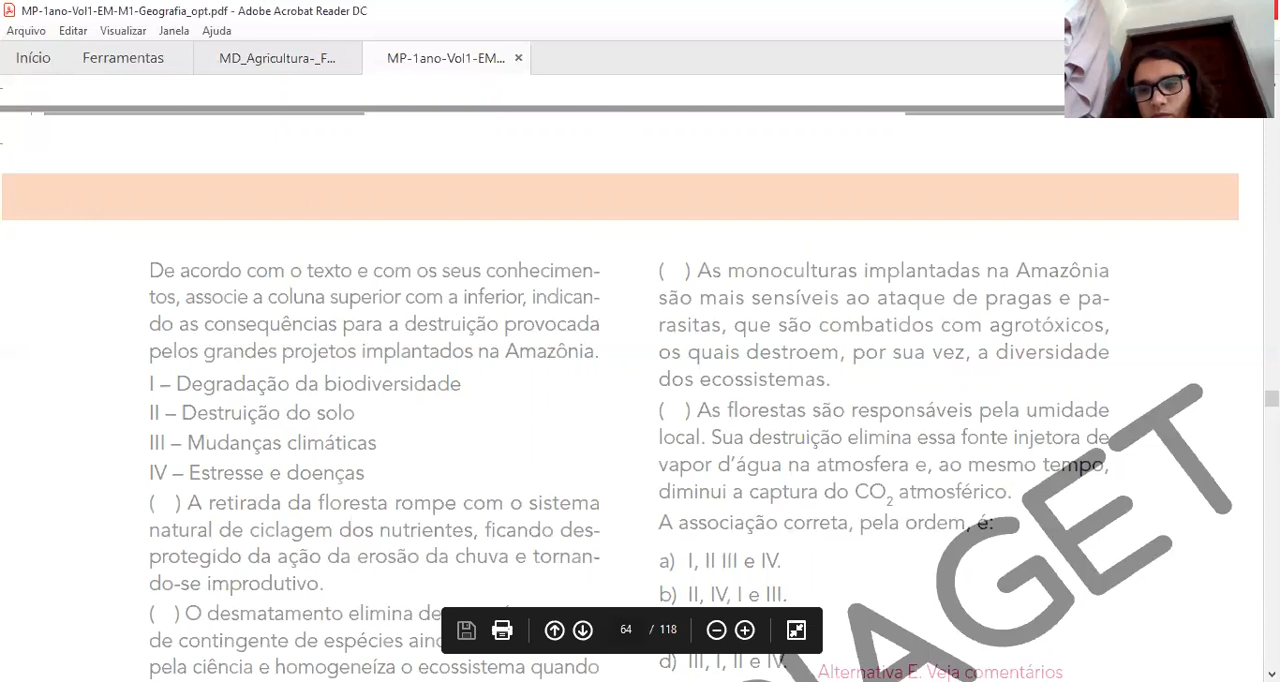 MP-1ano-Vol1-EM-M1-Geografia_opt.pdf - Adobe Acrobat Reader DC
Arquivo Editar Visualizar Janela Ajuda
Início Ferramentas MD_Agricultura-_F... MP-1ano-Vol1-EM... ×
De acordo com o texto e com os seus conhecimen-
tos, associe a coluna superior com a inferior, indican-
do as consequências para a destruição provocada
pelos grandes projetos implantados na Amazônia.
I – Degradação da biodiversidade
II – Destruição do solo
III – Mudanças climáticas
IV – Estresse e doenças
( ) A retirada da floresta rompe com o sistema
natural de ciclagem dos nutrientes, ficando des-
protegido da ação da erosão da chuva e tornan-
do-se improdutivo.
( ) O desmatamento elimina de
de contingente de espécies
pela ciência e homogeneíza o ecossistema quando
( ) As monoculturas implantadas na Amazônia
são mais sensíveis ao ataque de pragas e pa-
rasitas, que são combatidos com agrotóxicos,
os quais destroem, por sua vez, a diversidade
dos ecossistemas.
( ) As florestas são responsáveis pela umidade
local. Sua destruição elimina essa fonte injetora de
vapor d’água na atmosfera e, ao mesmo tempo,
diminui a captura do CO2 atmosférico.
A associação correta, pela ordem, é:
a) I, II III e IV.
b) II, IV, I e III.
d) III, I, II e IV.
Alternativa E. Veja comentários
64 / 118